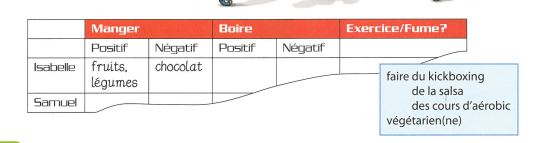 Manger Boire Exercice/Fume?
Positif Négatif Positif Négatif
Isabelle fruits, chocolat
légumes
Samuel
faire du kickboxing
de la salsa
des cours d'aérobic
végétarien(ne)